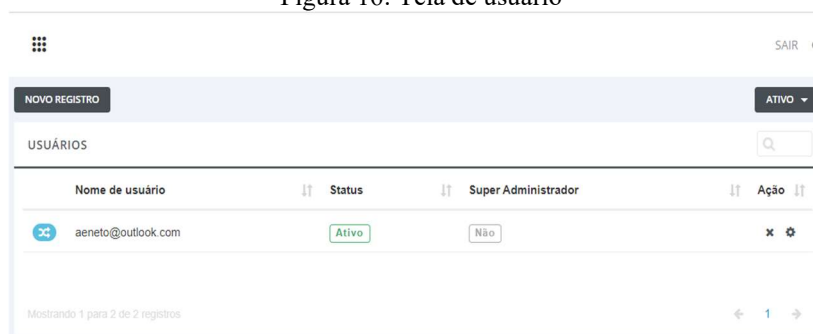 Figura 16: Tela de usuário
SAIR
NOVO REGISTRO
ATIVO
USUÁRIOS
Nome de usuário Status Super Administrador Ação
aeneto@outlook.com Ativo Não
Mostrando 1 para 2 de 2 registros
1